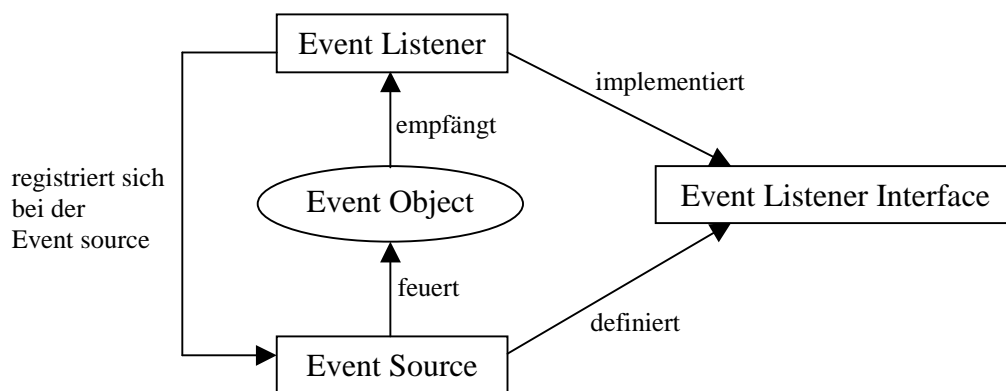 Event Listener
implementiert
empfängt
registriert sich
bei der
Event source
Event Object
Event Listener Interface
feuert
definiert
Event Source